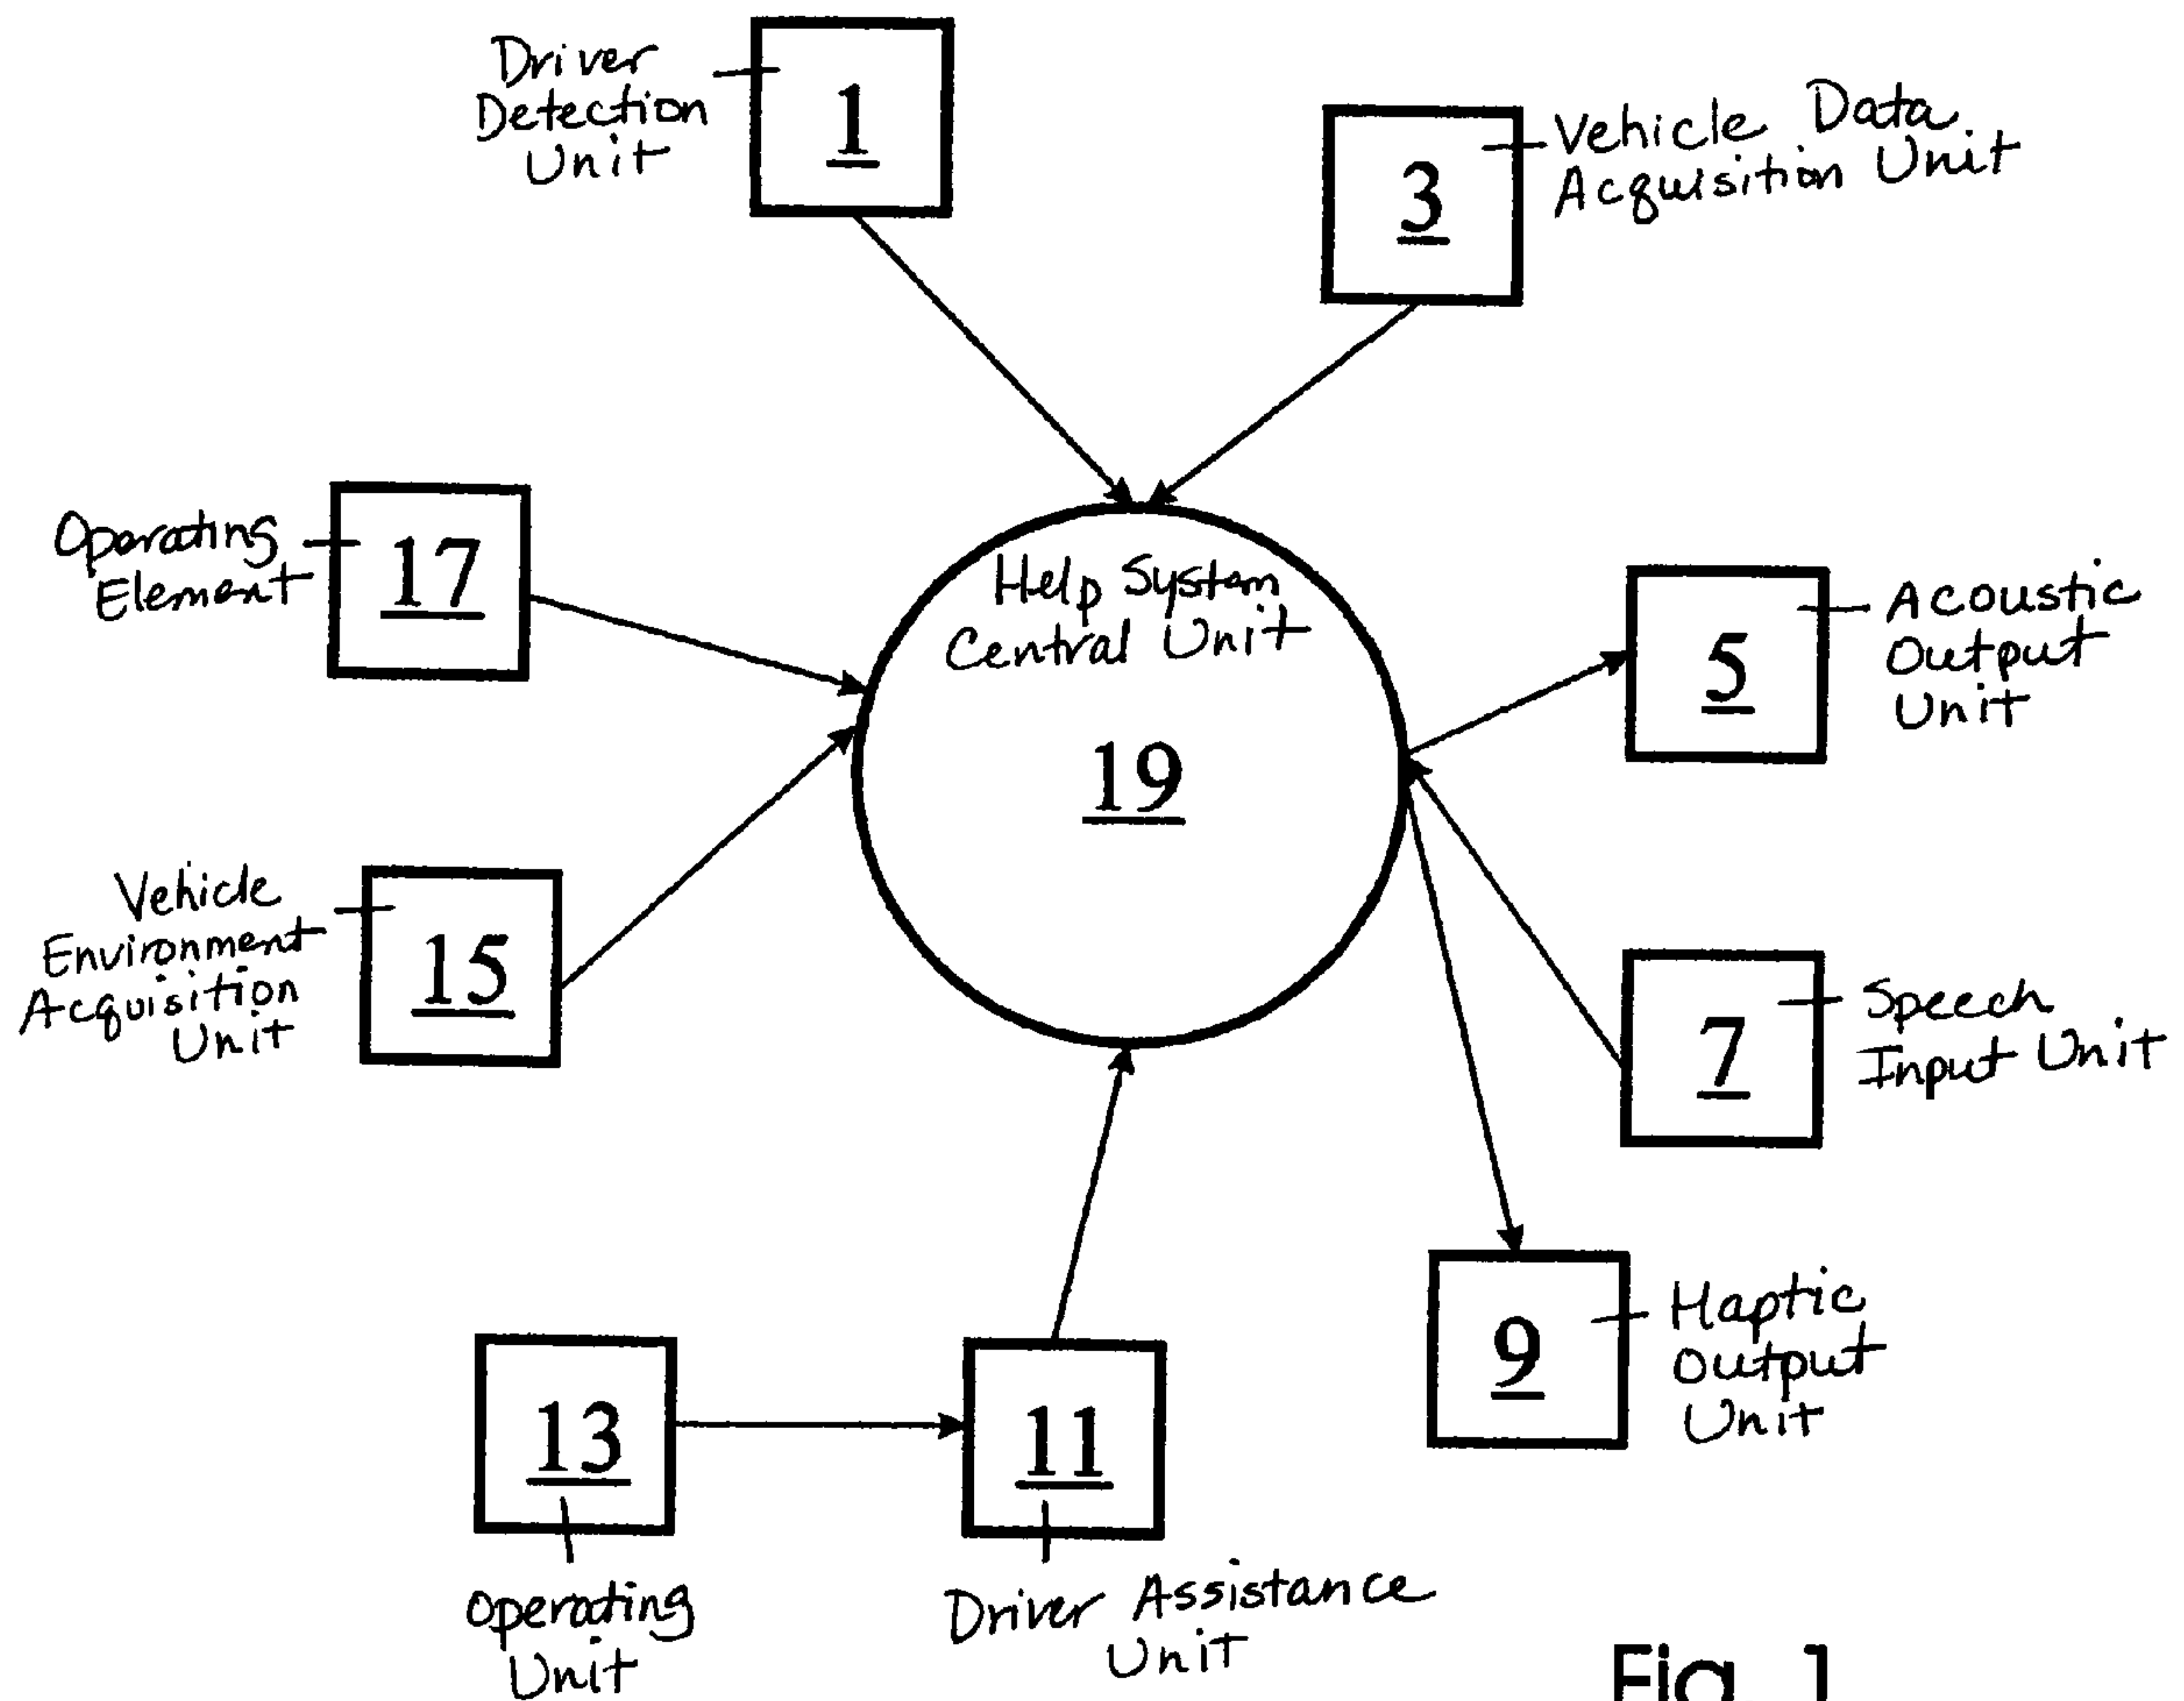 Driver
Detection
Unit
1
3
Vehicle Data
Acquisition Unit
Operating
Element
17
Help System
Central Unit
19
5
Acoustic
Output
Unit
Vehicle
Environment
Acquisition
Unit
15
7
Speech
Input Unit
9
Haptic
Output
Unit
13
11
Operating
Unit
Driver Assistance
Unit
Fig. 1